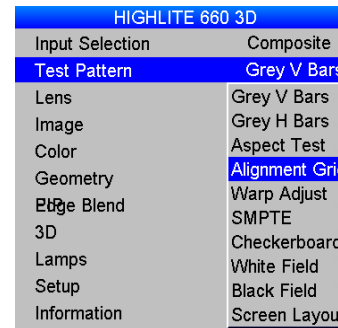 HIGHLITE 660 3D
Input Selection Composite
Test Pattern Grey V Bars
Lens Grey V Bars
Image Grey H Bars
Color Aspect Test
Geometry Alignment Gri
Edge Blend Warp Adjust
3D SMPTE
Lamps Checkerboard
Setup White Field
Information Black Field
Screen Layou